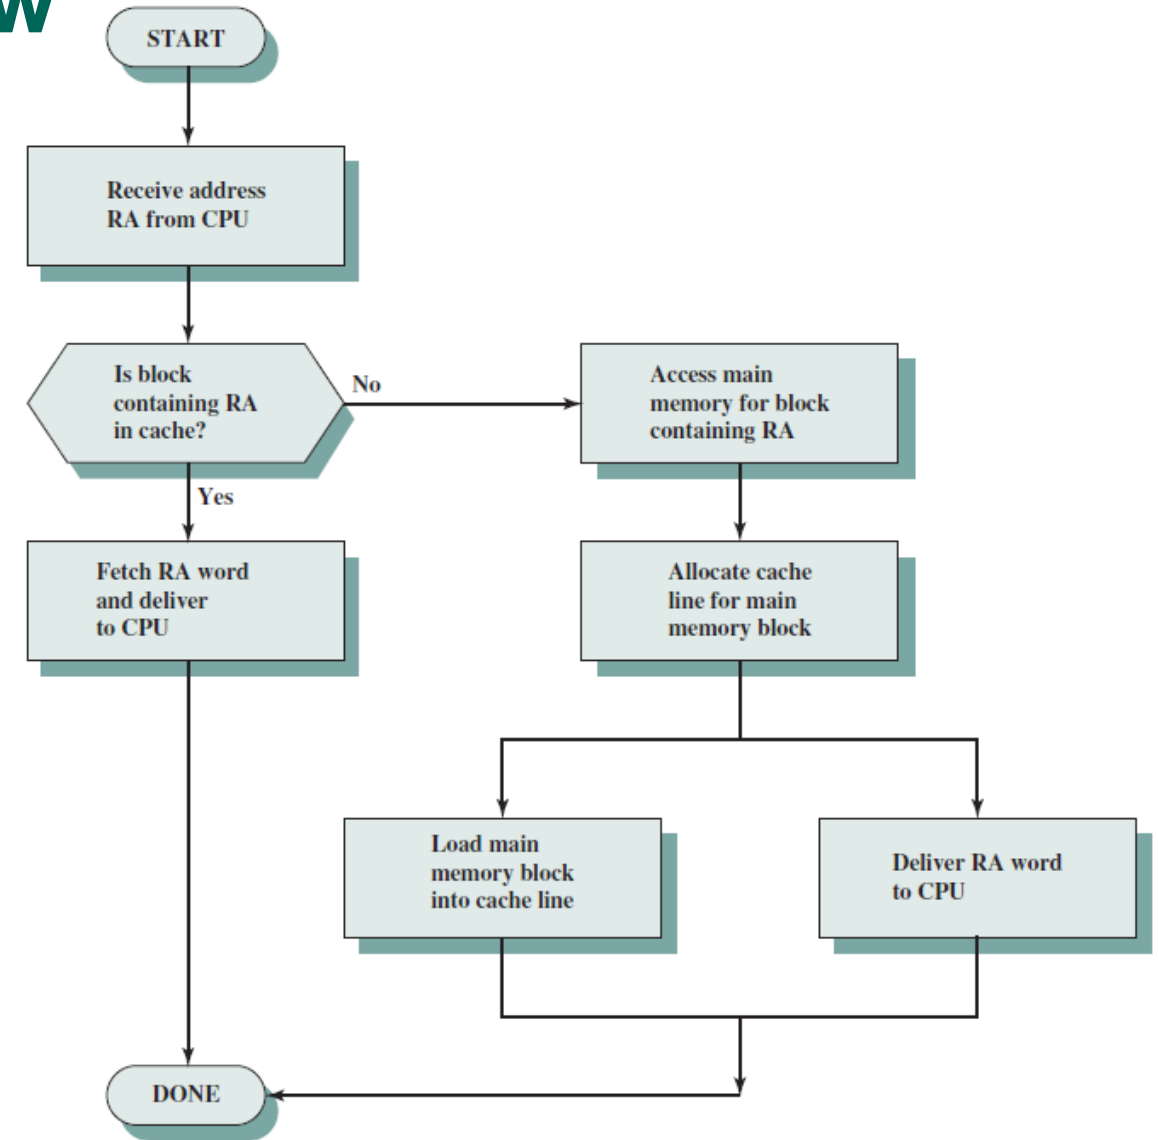 w
START
Receive address
RA from CPU
Is block
containing RA
in cache?
No
Yes
Access main
memory for block
containing RA
Fetch RA word
and deliver
to CPU
Allocate cache
line for main
memory block
Load main
memory block
into cache line
Deliver RA word
to CPU
DONE